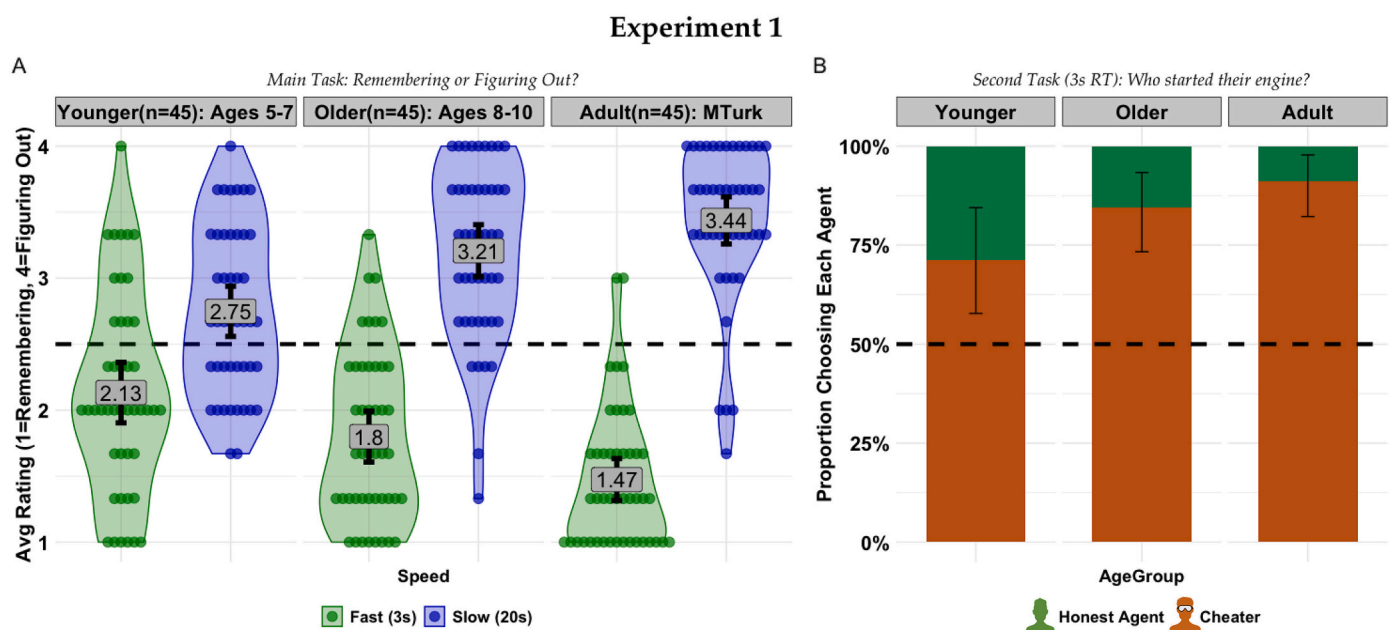 Experiment 1
A
Main Task: Remembering or Figuring Out?
Younger(n=45): Ages 5-7
Older(n=45): Ages 8-10
Adult(n=45): MTurk
Avg Rating (1=Remembering, 4=Figuring Out)
4
3
2
1
2.13
2.75
1.8
3.21
1.47
3.44
Speed
Fast (3s)
Slow (20s)
B
Second Task (3s RT): Who started their engine?
Younger
Older
Adult
Proportion Choosing Each Agent
100%
75%
50%
25%
0%
AgeGroup
Honest Agent
Cheater